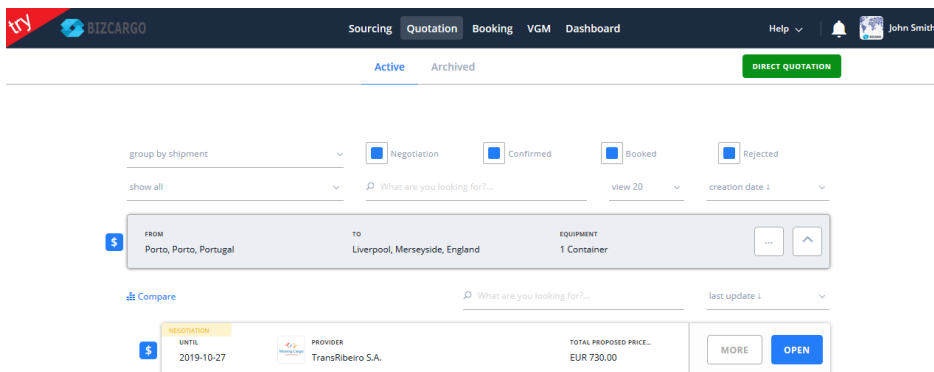 try
BIZCARGO
Sourcing Quotation Booking VGM Dashboard
Help
John Smith
Active Archived
DIRECT QUOTATION
group by shipment
Negotiation Confirmed Booked Rejected
show all
What are you looking for?...
view 20
creation date ↓
$
FROM TO EQUIPMENT
Porto, Porto, Portugal Liverpool, Merseyside, England 1 Container
...
Compare
What are you looking for?...
last update ↓
NEGOTIATION
UNTIL PROVIDER TOTAL PROPOSED PRICE...
$
2019-10-27 Moving Cargo TransRibeiro S.A. EUR 730.00
MORE OPEN